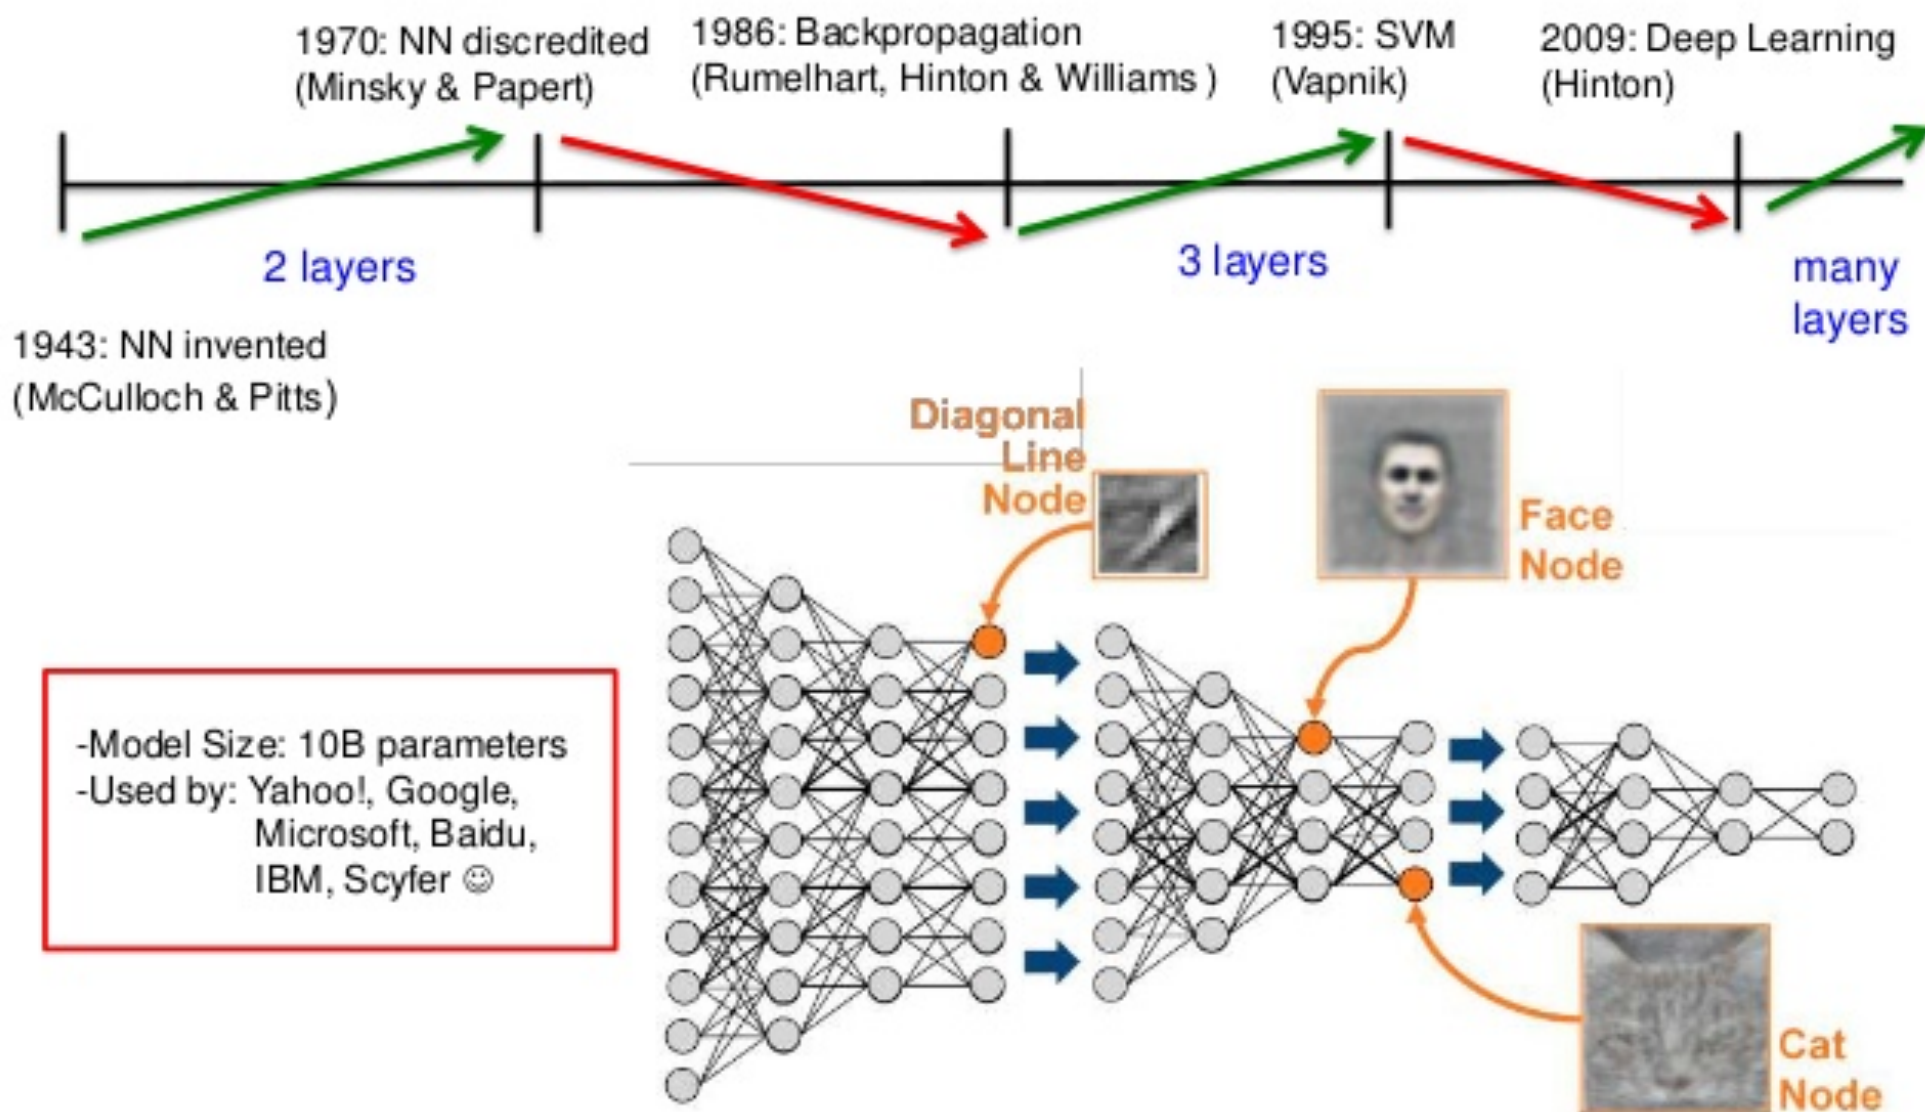 1970: NN discredited
(Minsky & Papert)
1986: Backpropagation
(Rumelhart, Hinton & Williams )
1995: SVM
(Vapnik)
2009: Deep Learning
(Hinton)
2 layers
3 layers
many
layers
1943: NN invented
(McCulloch & Pitts)
Diagonal
Line
Node
Face
Node
-Model Size: 10B parameters
-Used by: Yahoo!, Google,
Microsoft, Baidu,
IBM, Scyfer ☺
Cat
Node